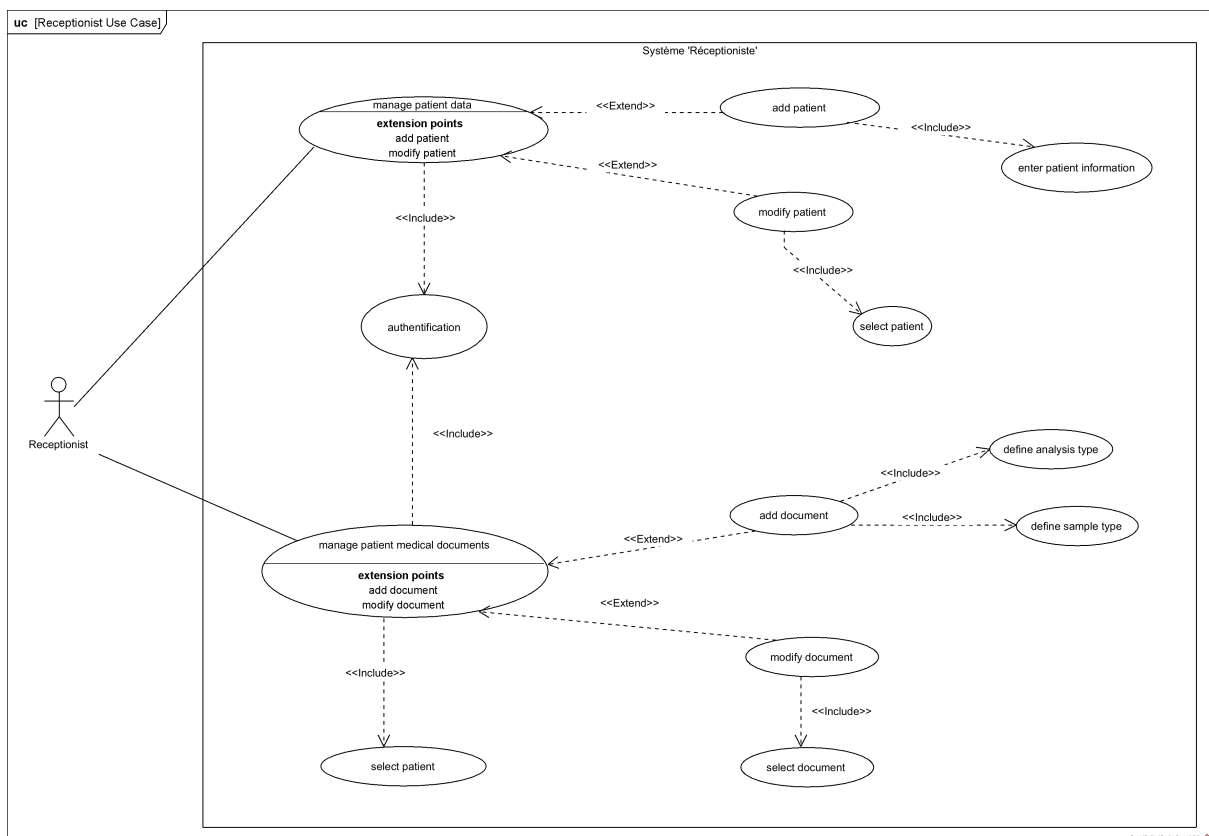 uc [Receptionist Use Case]
Système 'Réceptioniste'
manage patient data
extension points
add patient
modify patient
<<Extend>>
add patient
<<Include>>
enter patient information
<<Extend>>
modify patient
<<Include>>
<<Include>>
select patient
authentification
Receptionist
<<Include>>
define analysis type
<<Include>>
add document
<<Include>>
define sample type
<<Extend>>
manage patient medical documents
extension points
add document
modify document
<<Extend>>
modify document
<<Include>>
<<Include>>
select patient
select document